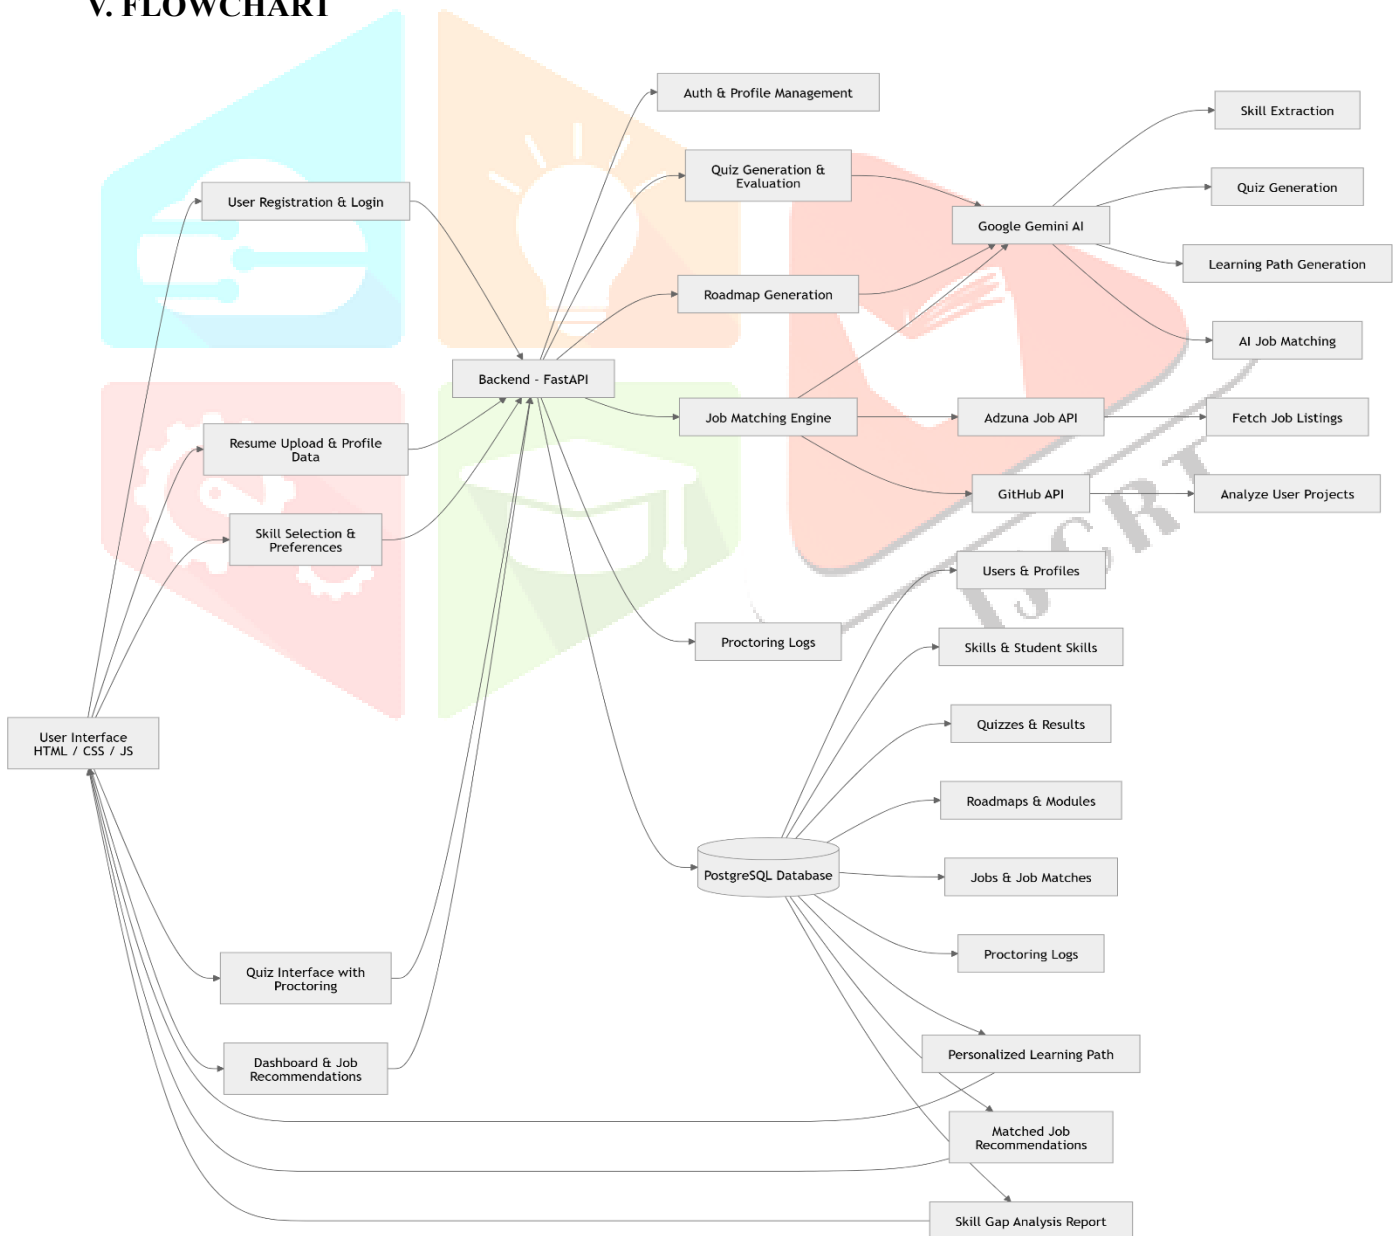 V. FLOWCHART
Auth & Profile Management
Skill Extraction
Quiz Generation &
Evaluation
Quiz Generation
User Registration & Login
Google Gemini AI
Learning Path Generation
Roadmap Generation
AI Job Matching
Backend - FastAPI
Job Matching Engine
Adzuna Job API
Fetch Job Listings
Resume Upload & Profile
Data
GitHub API
Analyze User Projects
Skill Selection &
Preferences
Users & Profiles
IJCRT
Proctoring Logs
Skills & Student Skills
User Interface
HTML / CSS / JS
Quizzes & Results
Roadmaps & Modules
PostgreSQL Database
Jobs & Job Matches
Proctoring Logs
Quiz Interface with
Proctoring
Personalized Learning Path
Dashboard & Job
Recommendations
Matched Job
Recommendations
Skill Gap Analysis Report